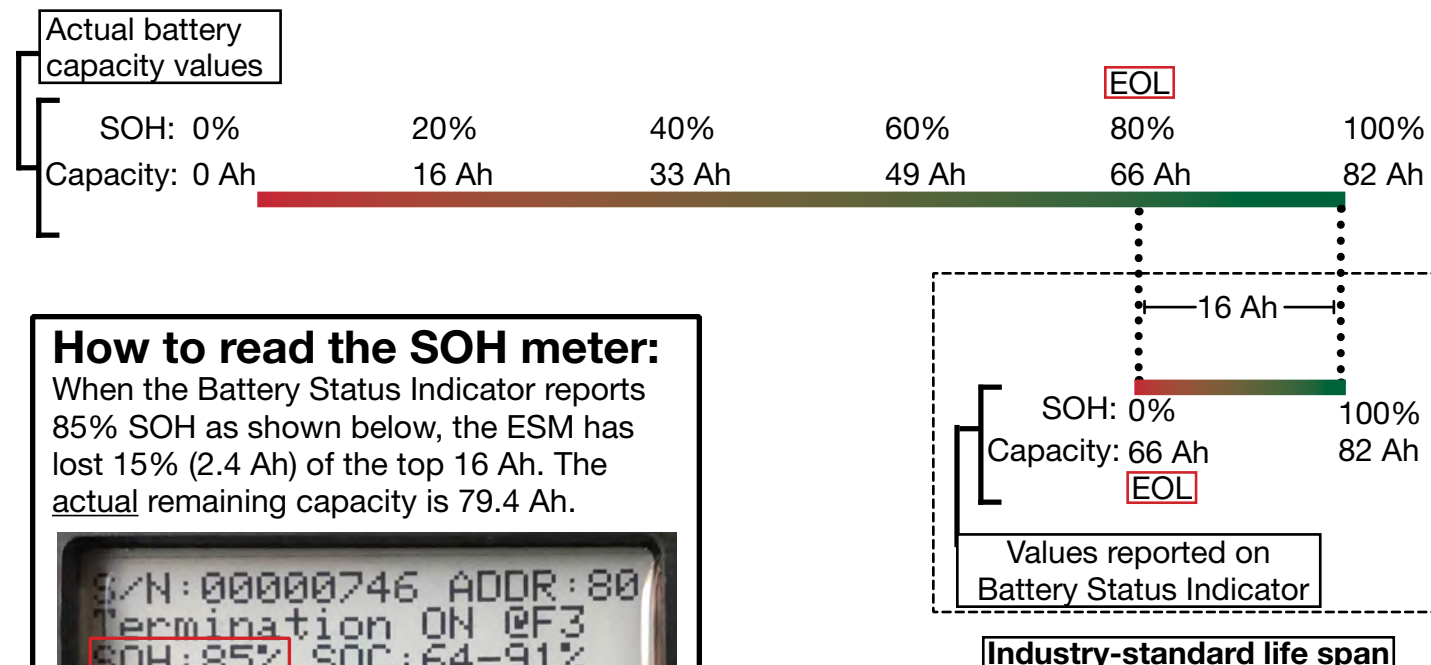 Actual battery
capacity values
EOL
SOH: 0% 20% 40% 60% 80% 100%
Capacity: 0 Ah 16 Ah 33 Ah 49 Ah 66 Ah 82 Ah
16 Ah
How to read the SOH meter:
When the Battery Status Indicator reports
85% SOH as shown below, the ESM has
lost 15% (2.4 Ah) of the top 16 Ah. The
actual remaining capacity is 79.4 Ah.
S/N:00000746 ADDR:80
Termination ON @F3
SOH:85% SOC:64-91%
SOH: 0% 100%
Capacity: 66 Ah 82 Ah
EOL
Values reported on
Battery Status Indicator
Industry-standard life span